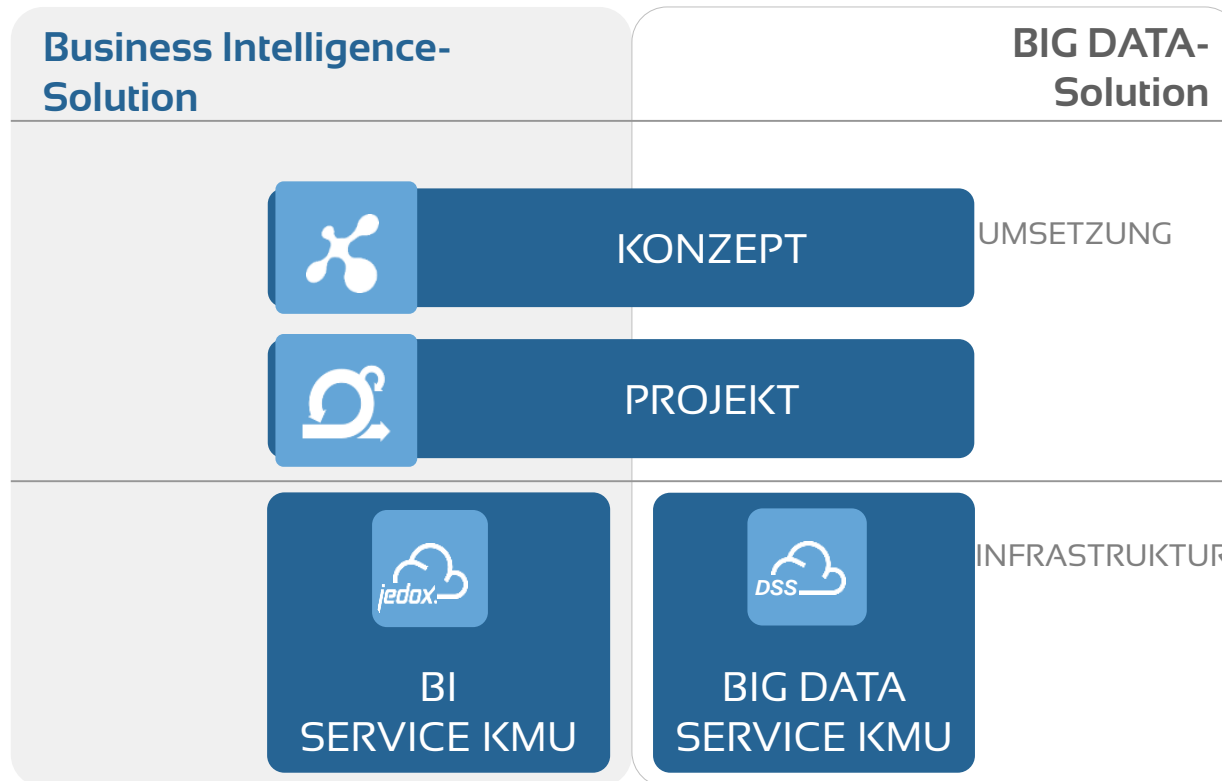 Business Intelligence-
Solution
BIG DATA-
Solution
KONZEPT
UMSETZUNG
PROJEKT
jedox.
DSS
INFRASTRUKTUR
BI
SERVICE KMU
BIG DATA
SERVICE KMU